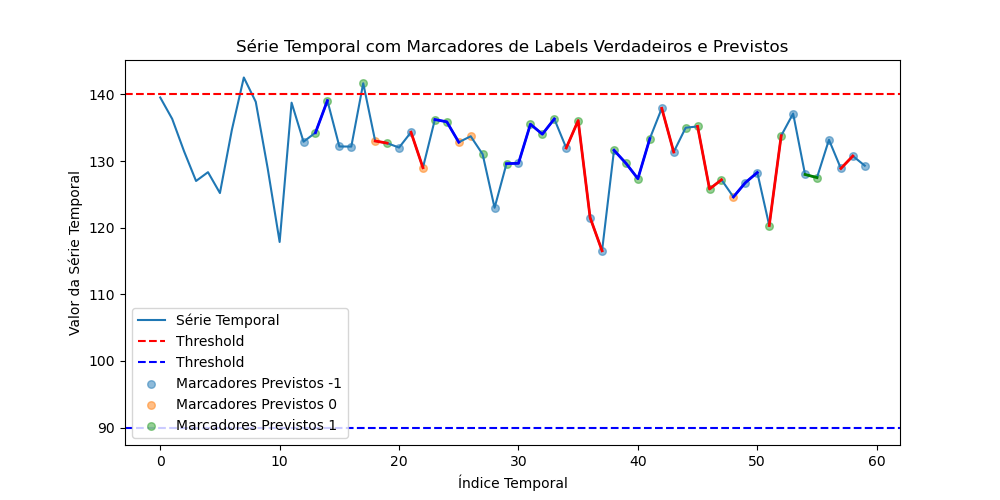 Série Temporal com Marcadores de Labels Verdadeiros e Previstos
Valor da Série Temporal
140
130
120
110
100
90
Série Temporal
Threshold
Threshold
Marcadores Previstos -1
Marcadores Previstos 0
Marcadores Previstos 1
0
10
20
30
40
50
60
Índice Temporal